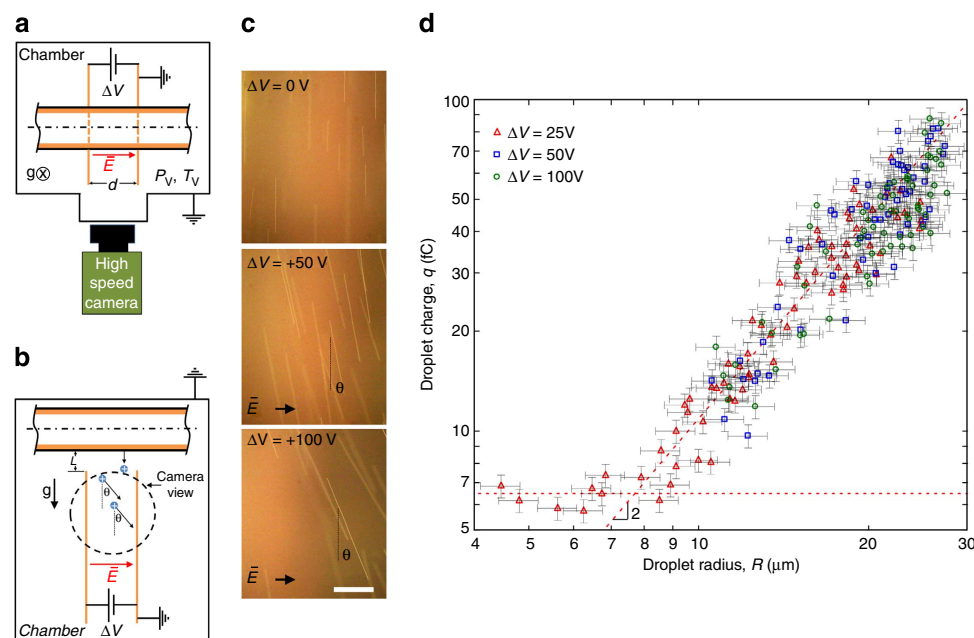 a
Chamber
ΔV
Ē
d
g⊗
P_V, T_V
High
speed
camera
b
L
Camera
view
g
θ
θ
Ē
ΔV
Chamber
c
ΔV = 0 V
ΔV = +50 V
θ
Ē
ΔV = +100 V
θ
Ē
d
Droplet charge, q (fC)
100
70
50
40
30
20
10
7
6
5
ΔV = 25V
ΔV = 50V
ΔV = 100V
2
4 5 6 7 8 9 10 20 30
Droplet radius, R (μm)